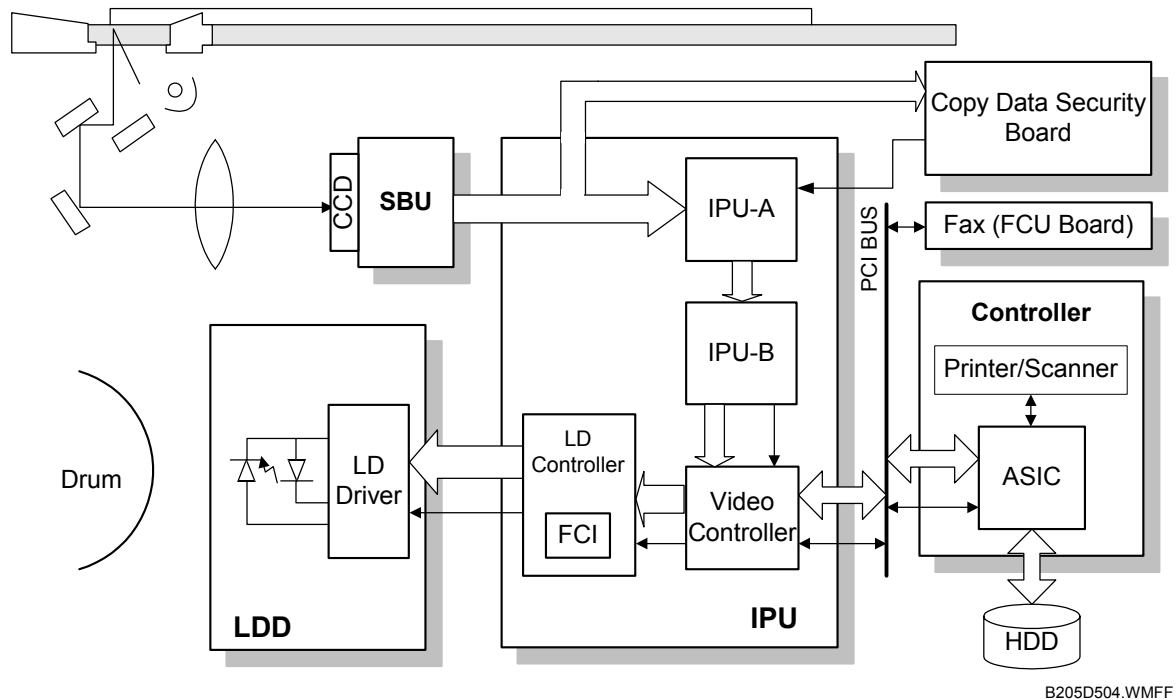 Copy Data Security
Board
CCD
SBU
IPU-A
PCI BUS
Fax (FCU Board)
Controller
Printer/Scanner
IPU-B
LD
Controller
FCI
Video
Controller
ASIC
Drum
LD
Driver
LDD
IPU
HDD
B205D504.WMFF